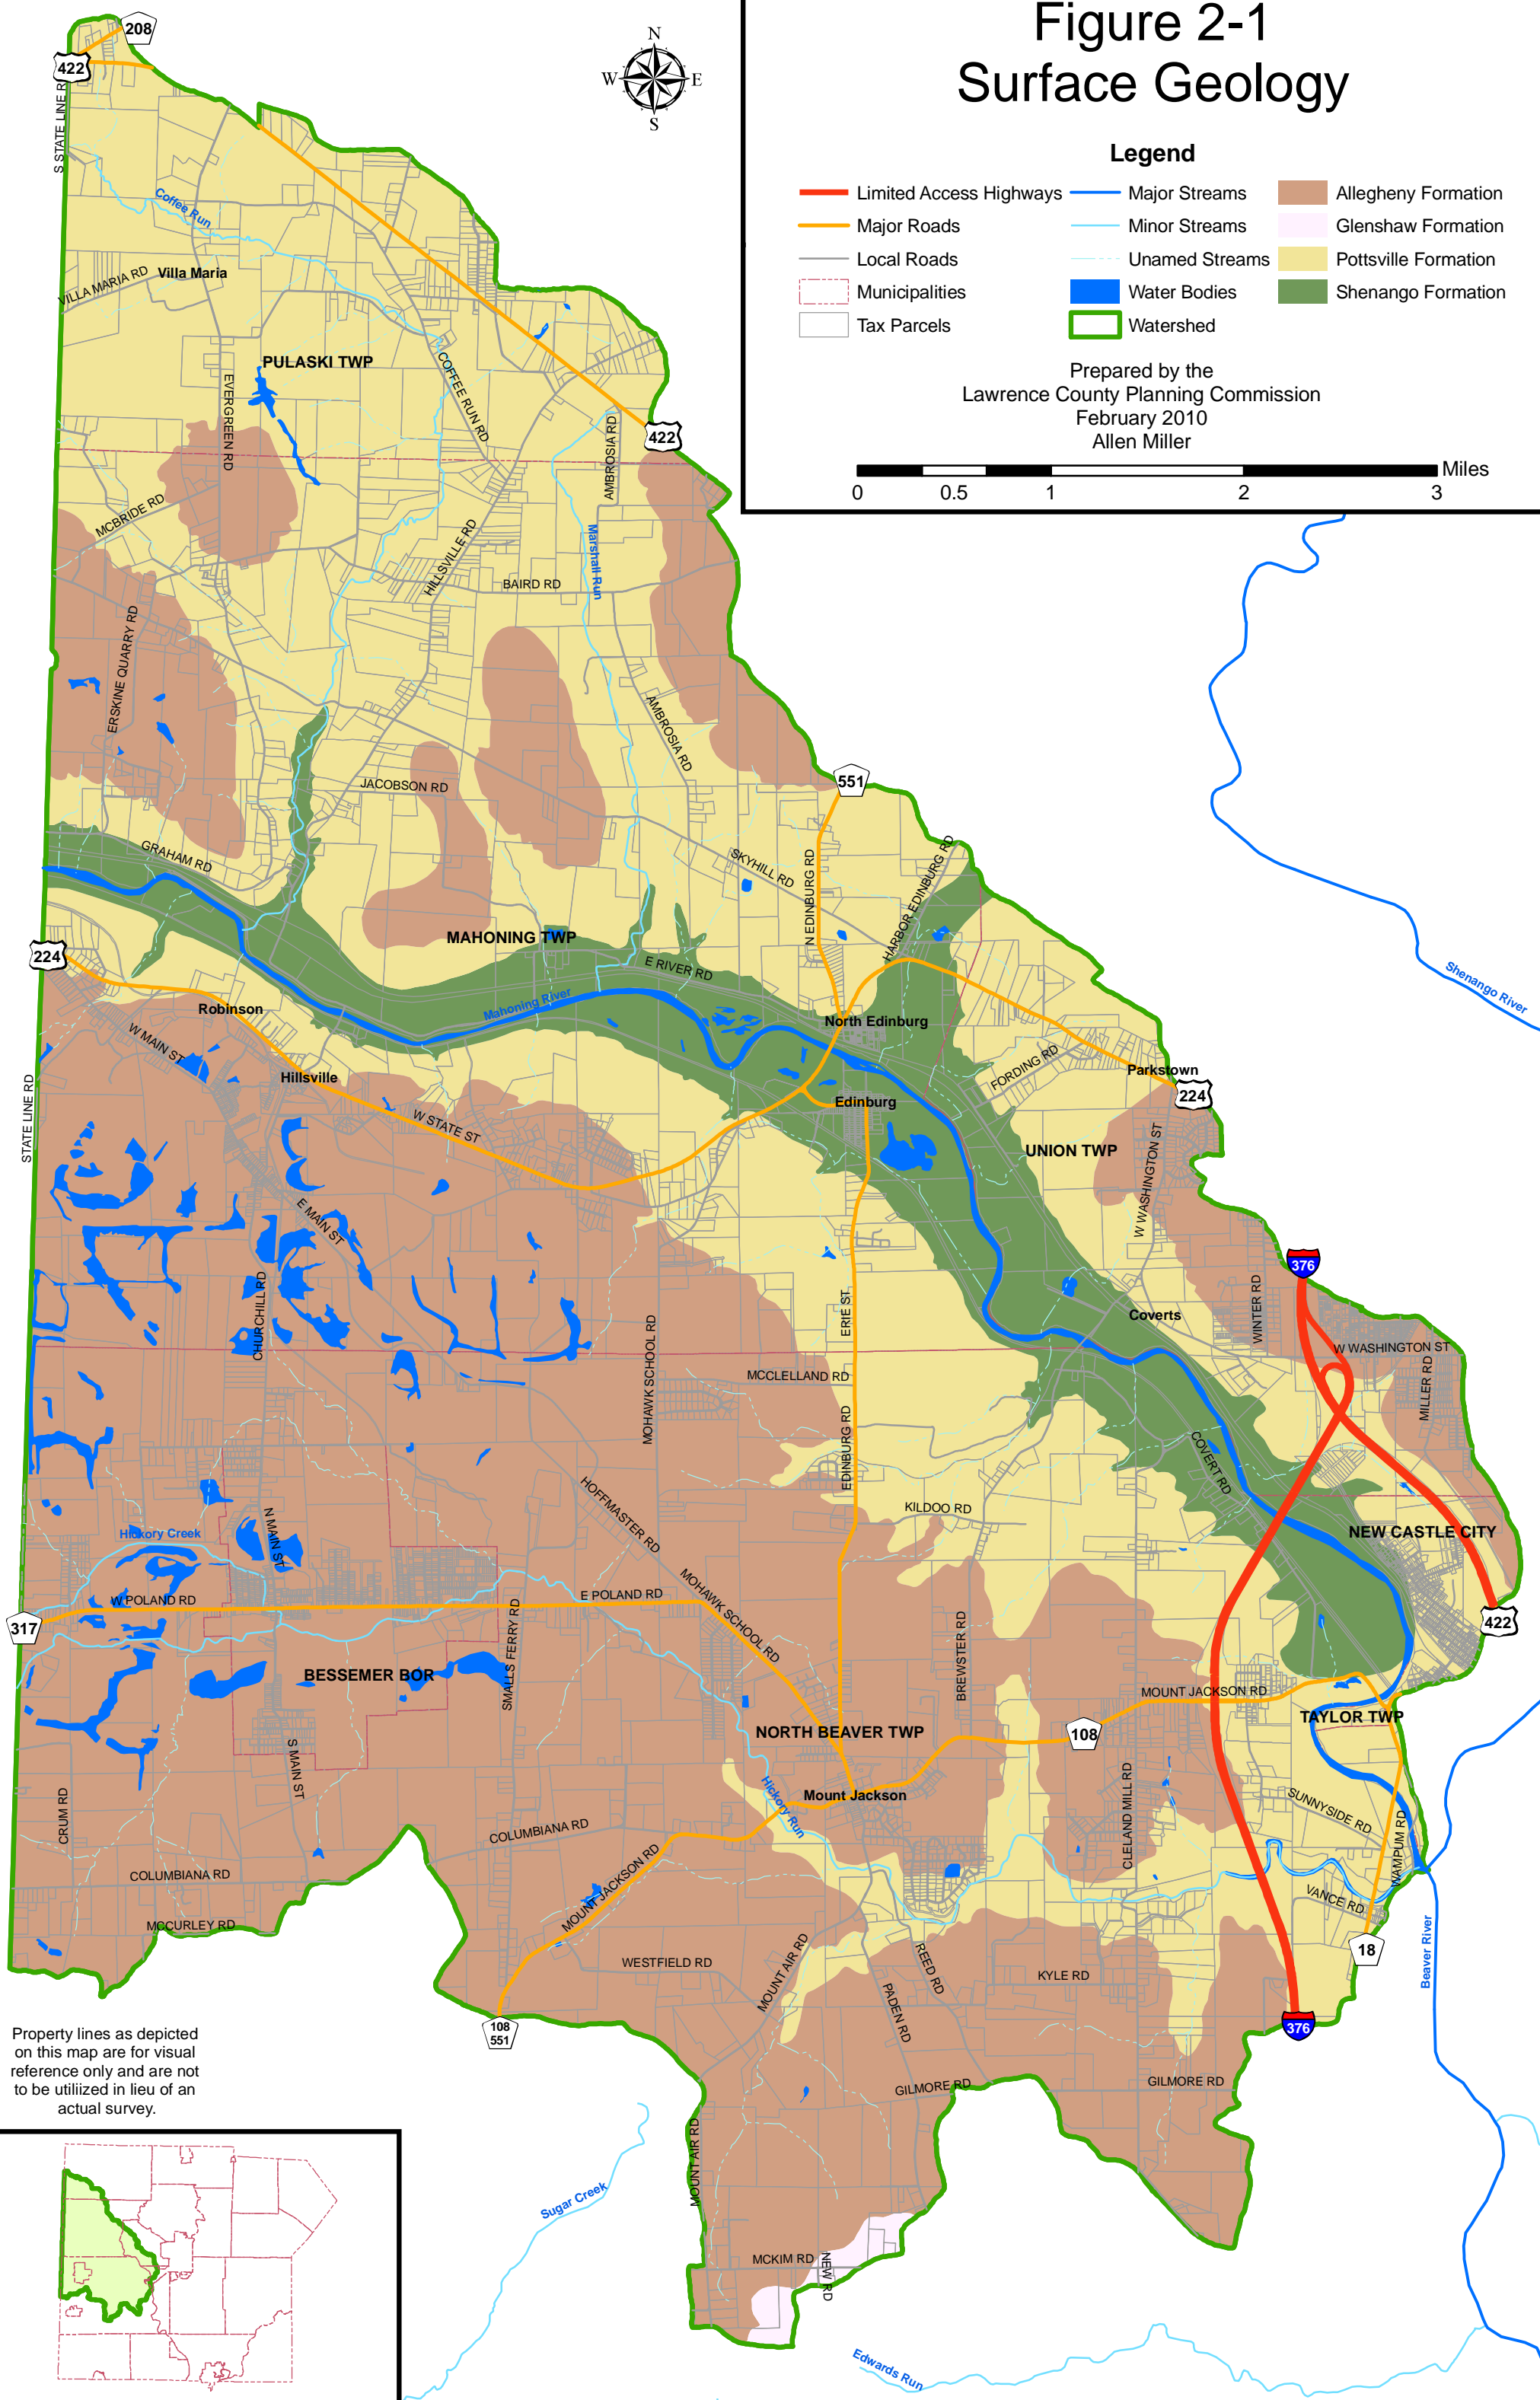 Figure 2-1
Surface Geology
Legend
Limited Access Highways
Major Roads
Local Roads
Municipalities
Tax Parcels
Major Streams
Minor Streams
Unamed Streams
Water Bodies
Watershed
Allegheny Formation
Glenshaw Formation
Pottsville Formation
Shenango Formation
Prepared by the
Lawrence County Planning Commission
February 2010
Allen Miller
Miles
0 0.5 1 2 3
N
W E
S
208
422
S STATE LINE RD
Coffee Run
VILLA MARIA RD
Villa Maria
PULASKI TWP
EVERGREEN RD
COFFEE RUN RD
AMBROSIA RD
422
MCBRIDE RD
HILLSVILLE RD
Marshall Run
BAIRD RD
ERSKINE QUARRY RD
AMBROSIA RD
JACOBSON RD
551
GRAHAM RD
SKYHILL RD
N EDINBURG RD
HARBOR EDINBURG RD
MAHONING TWP
224
E RIVER RD
Shenango River
Robinson
Mahoning River
North Edinburg
W MAIN ST
Hillsville
FORDING RD
Parkstown
224
STATE LINE RD
W STATE ST
Edinburg
UNION TWP
W WASHINGTON ST
E MAIN ST
376
CHURCHILL RD
MOHAWK SCHOOL RD
ERIE ST
Coverts
WINTER RD
W WASHINGTON ST
MCCLELLAND RD
MILLER RD
EDINBURG RD
COVERT RD
HOFFMASTER RD
KILDOO RD
Hickory Creek
N MAIN ST
NEW CASTLE CITY
W POLAND RD
E POLAND RD
MOHAWK SCHOOL RD
317
422
SMALLS FERRY RD
BREWSTER RD
BESSEMER BOR
MOUNT JACKSON RD
NORTH BEAVER TWP
108
TAYLOR TWP
S MAIN ST
Mount Jackson
Hickory Run
CRUM RD
CLELAND MILL RD
SUNNYSIDE RD
COLUMBIANA RD
WAMPUM RD
COLUMBIANA RD
MOUNT JACKSON RD
VANCE RD
MCCURLEY RD
18
Beaver River
WESTFIELD RD
MOUNT AIR RD
REED RD
KYLE RD
PADEN RD
108
551
376
Property lines as depicted
on this map are for visual
reference only and are not
to be utiliized in lieu of an
actual survey.
GILMORE RD
GILMORE RD
MOUNT AIR RD
Sugar Creek
MCKIM RD
NEW RD
Edwards Run